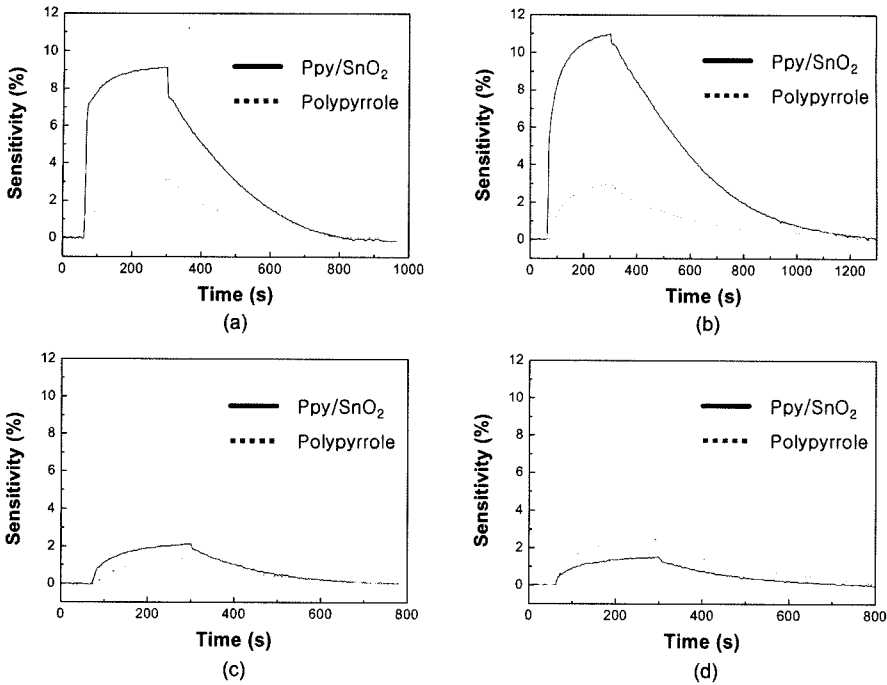 12
10
8
6
4
2
0
Sensitivity (%)
Ppy/SnO₂
Polypyrrole
0 200 400 600 800 1000
Time (s)
(a)
12
10
8
6
4
2
0
Sensitivity (%)
Ppy/SnO₂
Polypyrrole
0 200 400 600 800 1000 1200
Time (s)
(b)
12
10
8
6
4
2
0
Sensitivity (%)
Ppy/SnO₂
Polypyrrole
0 200 400 600 800
Time (s)
(c)
12
10
8
6
4
2
0
Sensitivity (%)
Ppy/SnO₂
Polypyrrole
0 200 400 600 800
Time (s)
(d)